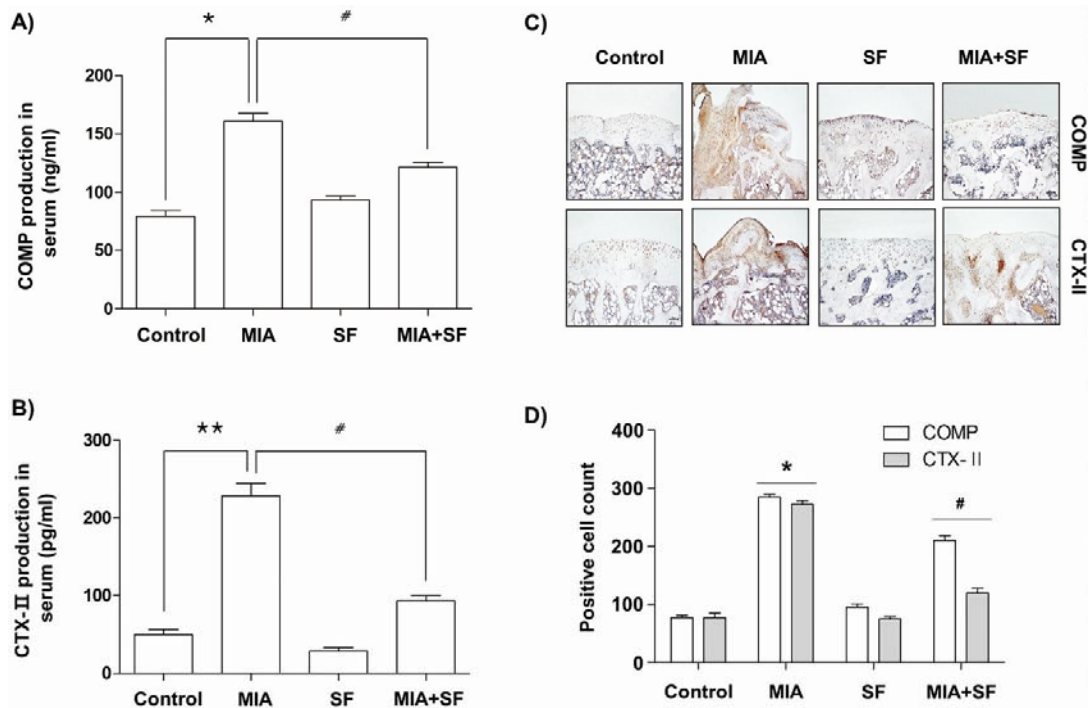 A)
*
#
COMP production in
serum (ng/ml)
200
150
100
50
0
Control MIA SF MIA+SF
B)
**
#
CTX-II production in
serum (pg/ml)
300
200
100
0
Control MIA SF MIA+SF
C)
Control MIA SF MIA+SF
COMP
CTX-II
D)
COMP
CTX-Ⅱ
*
#
Positive cell count
400
300
200
100
0
Control MIA SF MIA+SF